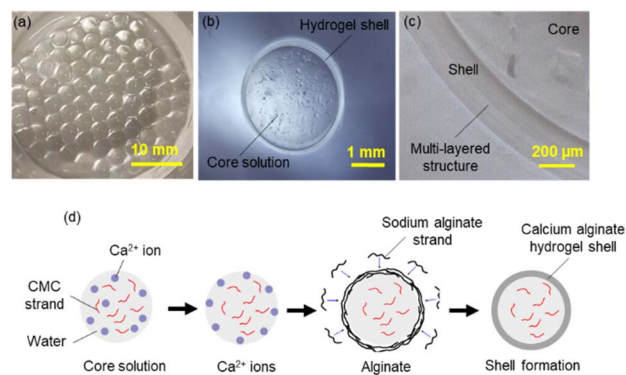 (a)
10 mm
(b)
Hydrogel shell
Core solution
1 mm
(c)
Core
Shell
Multi-layered
structure
200 µm
(d)
Ca²⁺ ion
CMC
strand
Water
Core solution
Ca²⁺ ions
Sodium alginate
strand
Alginate
Calcium alginate
hydrogel shell
Shell formation